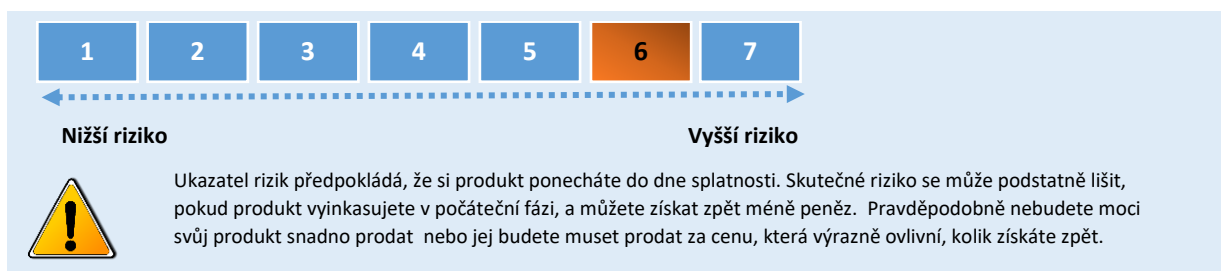 1 2 3 4 5 6 7
Nižší riziko Vyšší riziko
Ukazatel rizik předpokládá, že si produkt ponecháte do dne splatnosti. Skutečné riziko se může podstatně lišit,
pokud produkt vyinkasujete v počáteční fázi, a můžete získat zpět méně peněz. Pravděpodobně nebudete moci
svůj produkt snadno prodat nebo jej budete muset prodat za cenu, která výrazně ovlivní, kolik získáte zpět.